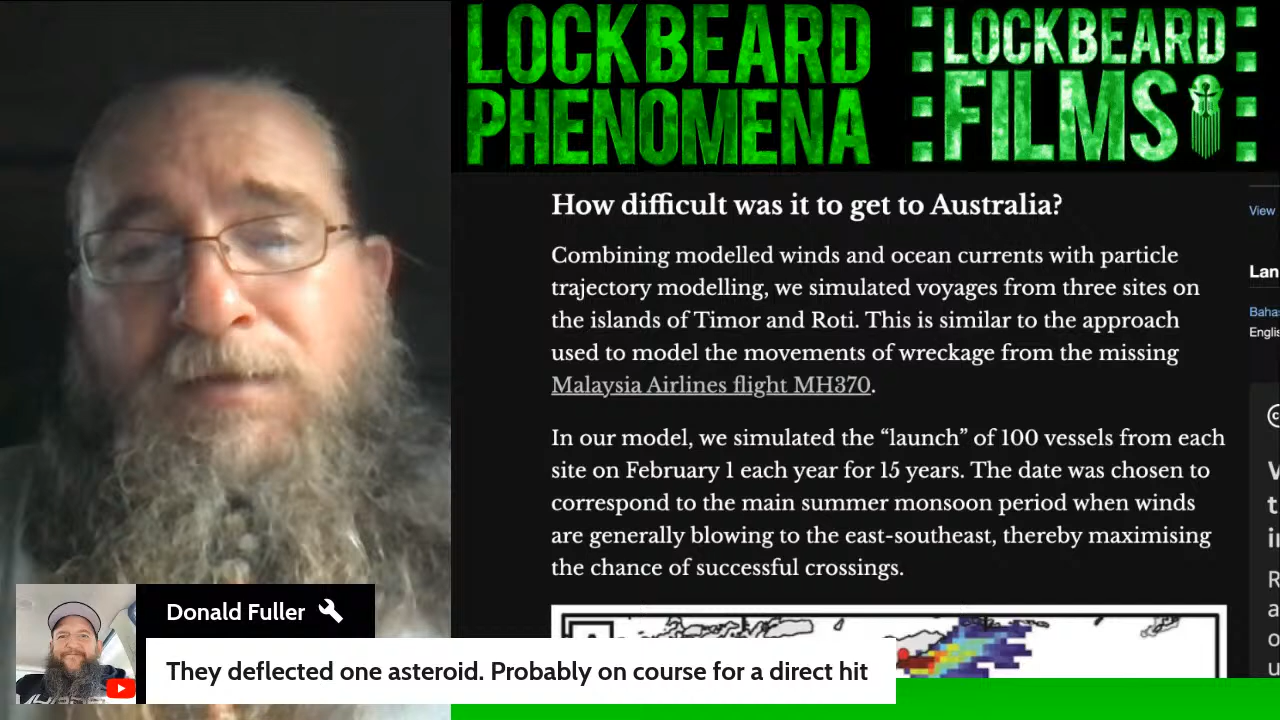 LOCKBEARD
PHENOMENA
LOCKBEARD
FILMS
How difficult was it to get to Australia?
Combining modelled winds and ocean currents with particle
trajectory modelling, we simulated voyages from three sites on
the islands of Timor and Roti. This is similar to the approach
used to model the movements of wreckage from the missing
Malaysia Airlines flight MH370.
In our model, we simulated the “launch” of 100 vessels from each
site on February 1 each year for 15 years. The date was chosen to
correspond to the main summer monsoon period when winds
are generally blowing to the east-southeast, thereby maximising
the chance of successful crossings.
View
Lan
Baha
Englis
Donald Fuller
They deflected one asteroid. Probably on course for a direct hit